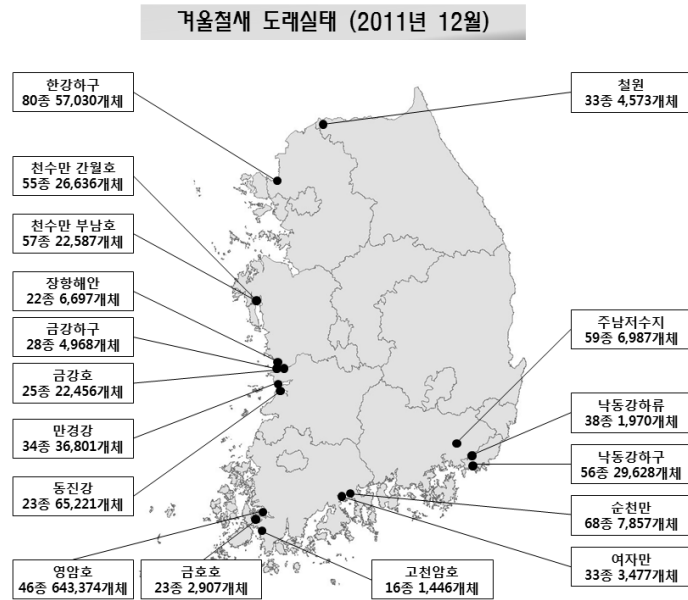 겨울철새 도래실태 (2011년 12월)
한강하구
80종 57,030개체
철원
33종 4,573개체
천수만 간월호
55종 26,636개체
천수만 부남호
57종 22,587개체
장항해안
22종 6,697개체
금강하구
28종 4,968개체
금강호
25종 22,456개체
만경강
34종 36,801개체
동진강
23종 65,221개체
주남저수지
59종 6,987개체
낙동강하류
38종 1,970개체
낙동강하구
56종 29,628개체
순천만
68종 7,857개체
여자만
33종 3,477개체
영암호
46종 643,374개체
금호호
23종 2,907개체
고천암호
16종 1,446개체